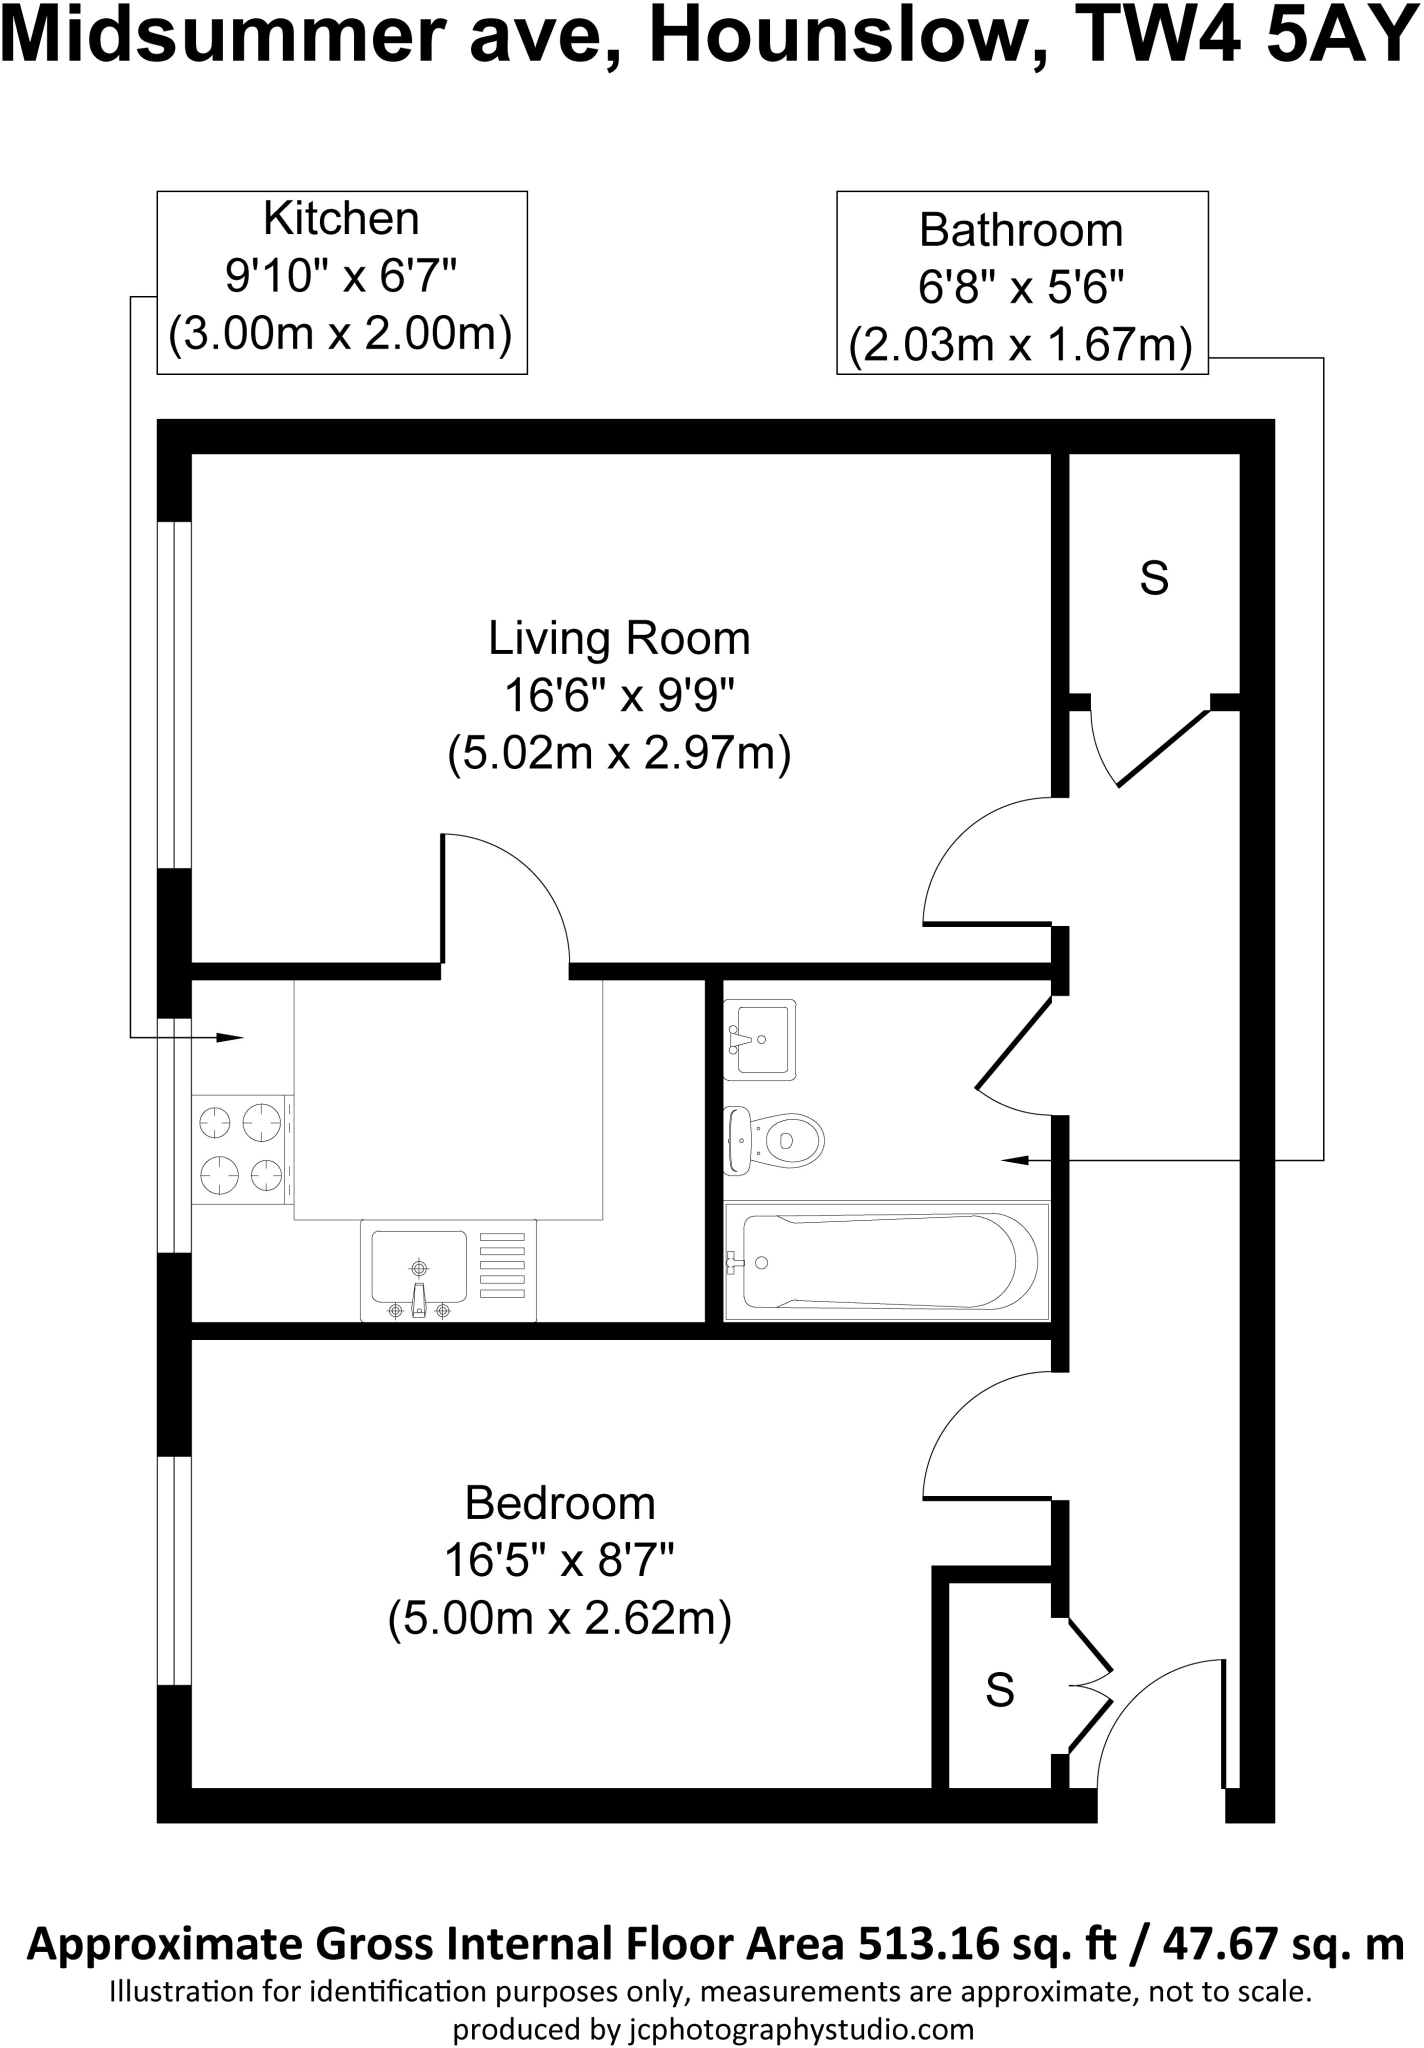 Midsummer ave, Hounslow, TW4 5AY
Kitchen
9'10" x 6'7"
(3.00m x 2.00m)
Bathroom
6'8" x 5'6"
(2.03m x 1.67m)
S
Living Room
16'6" x 9'9"
(5.02m x 2.97m)
Bedroom
16'5" x 8'7"
(5.00m x 2.62m)
S
Approximate Gross Internal Floor Area 513.16 sq. ft / 47.67 sq. m
Illustration for identification purposes only, measurements are approximate, not to scale.
produced by jcphotographystudio.com